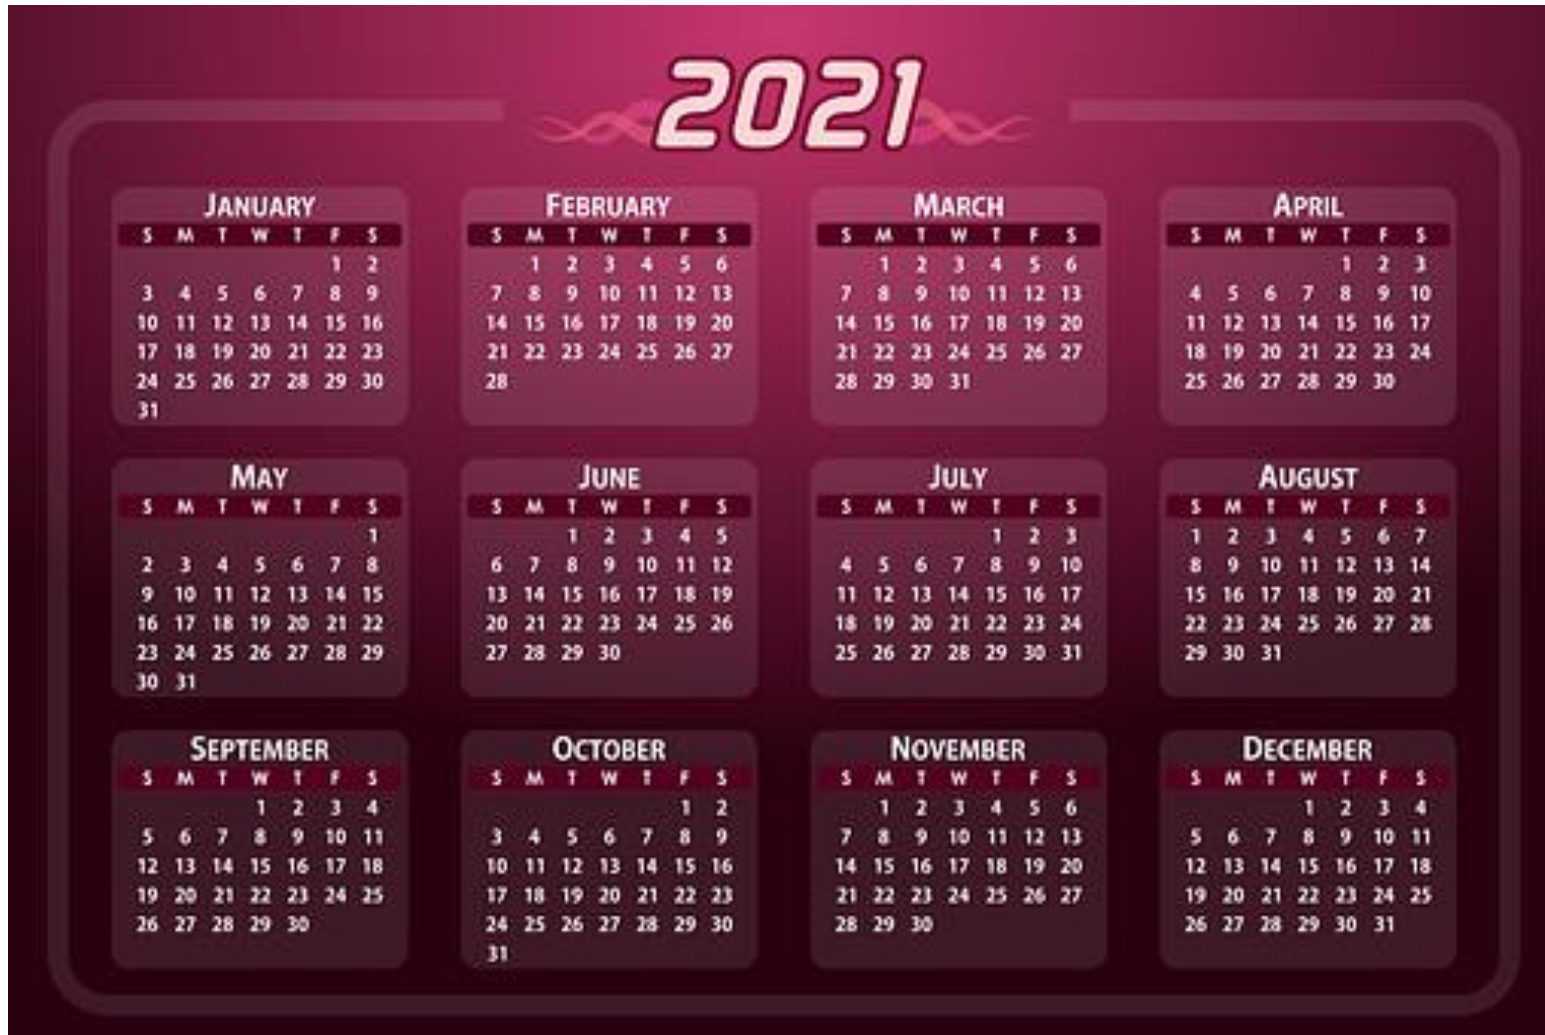 2021
JANUARY
S M T W T F S
1 2
3 4 5 6 7 8 9
10 11 12 13 14 15 16
17 18 19 20 21 22 23
24 25 26 27 28 29 30
31
FEBRUARY
S M T W T F S
1 2 3 4 5 6
7 8 9 10 11 12 13
14 15 16 17 18 19 20
21 22 23 24 25 26 27
28
MARCH
S M T W T F S
1 2 3 4 5 6
7 8 9 10 11 12 13
14 15 16 17 18 19 20
21 22 23 24 25 26 27
28 29 30 31
APRIL
S M T W T F S
1 2 3
4 5 6 7 8 9 10
11 12 13 14 15 16 17
18 19 20 21 22 23 24
25 26 27 28 29 30
MAY
S M T W T F S
1
2 3 4 5 6 7 8
9 10 11 12 13 14 15
16 17 18 19 20 21 22
23 24 25 26 27 28 29
30 31
JUNE
S M T W T F S
1 2 3 4 5
6 7 8 9 10 11 12
13 14 15 16 17 18 19
20 21 22 23 24 25 26
27 28 29 30
JULY
S M T W T F S
1 2 3
4 5 6 7 8 9 10
11 12 13 14 15 16 17
18 19 20 21 22 23 24
25 26 27 28 29 30 31
AUGUST
S M T W T F S
1 2 3 4 5 6 7
8 9 10 11 12 13 14
15 16 17 18 19 20 21
22 23 24 25 26 27 28
29 30 31
SEPTEMBER
S M T W T F S
1 2 3 4
5 6 7 8 9 10 11
12 13 14 15 16 17 18
19 20 21 22 23 24 25
26 27 28 29 30
OCTOBER
S M T W T F S
1 2
3 4 5 6 7 8 9
10 11 12 13 14 15 16
17 18 19 20 21 22 23
24 25 26 27 28 29 30
31
NOVEMBER
S M T W T F S
1 2 3 4 5 6
7 8 9 10 11 12 13
14 15 16 17 18 19 20
21 22 23 24 25 26 27
28 29 30
DECEMBER
S M T W T F S
1 2 3 4
5 6 7 8 9 10 11
12 13 14 15 16 17 18
19 20 21 22 23 24 25
26 27 28 29 30 31